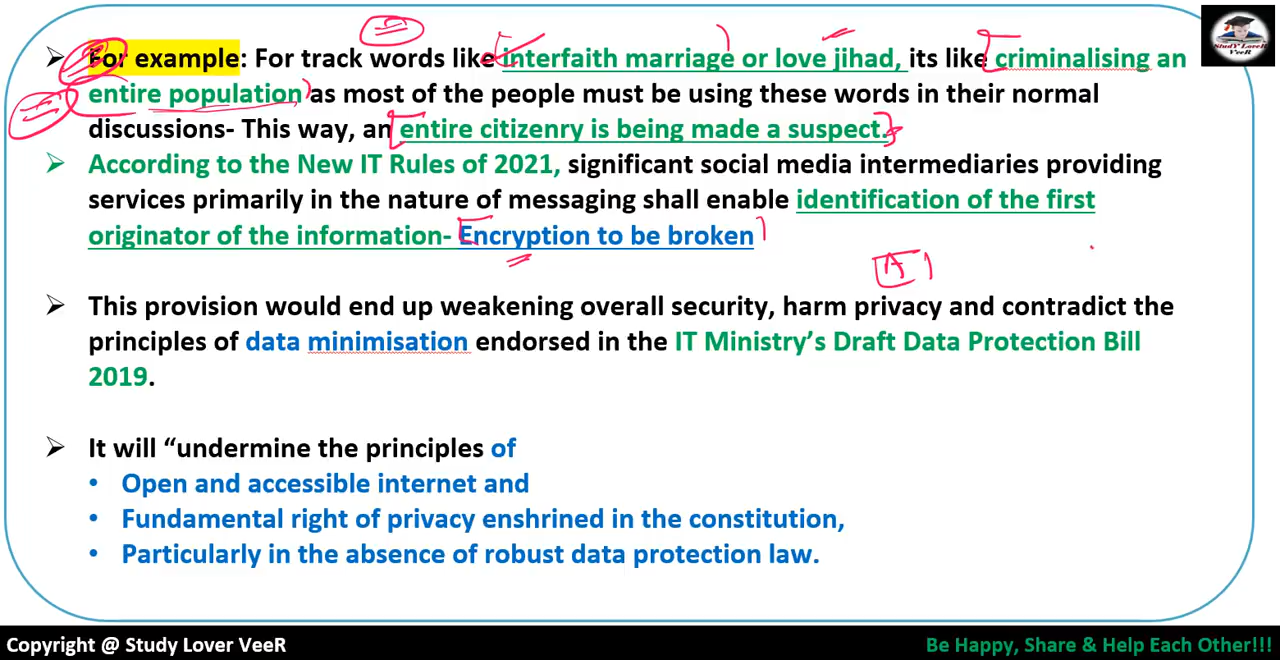 ➢ For example: For track words like interfaith marriage or love jihad, its like criminalising an
entire population as most of the people must be using these words in their normal
discussions- This way, an entire citizenry is being made a suspect.
➢ According to the New IT Rules of 2021, significant social media intermediaries providing
services primarily in the nature of messaging shall enable identification of the first
originator of the information- Encryption to be broken
➢ This provision would end up weakening overall security, harm privacy and contradict the
principles of data minimisation endorsed in the IT Ministry’s Draft Data Protection Bill
2019.
➢ It will “undermine the principles of
• Open and accessible internet and
• Fundamental right of privacy enshrined in the constitution,
• Particularly in the absence of robust data protection law.
StudY LoveR
VeeR
Copyright @ Study Lover VeeR
Be Happy, Share & Help Each Other!!!